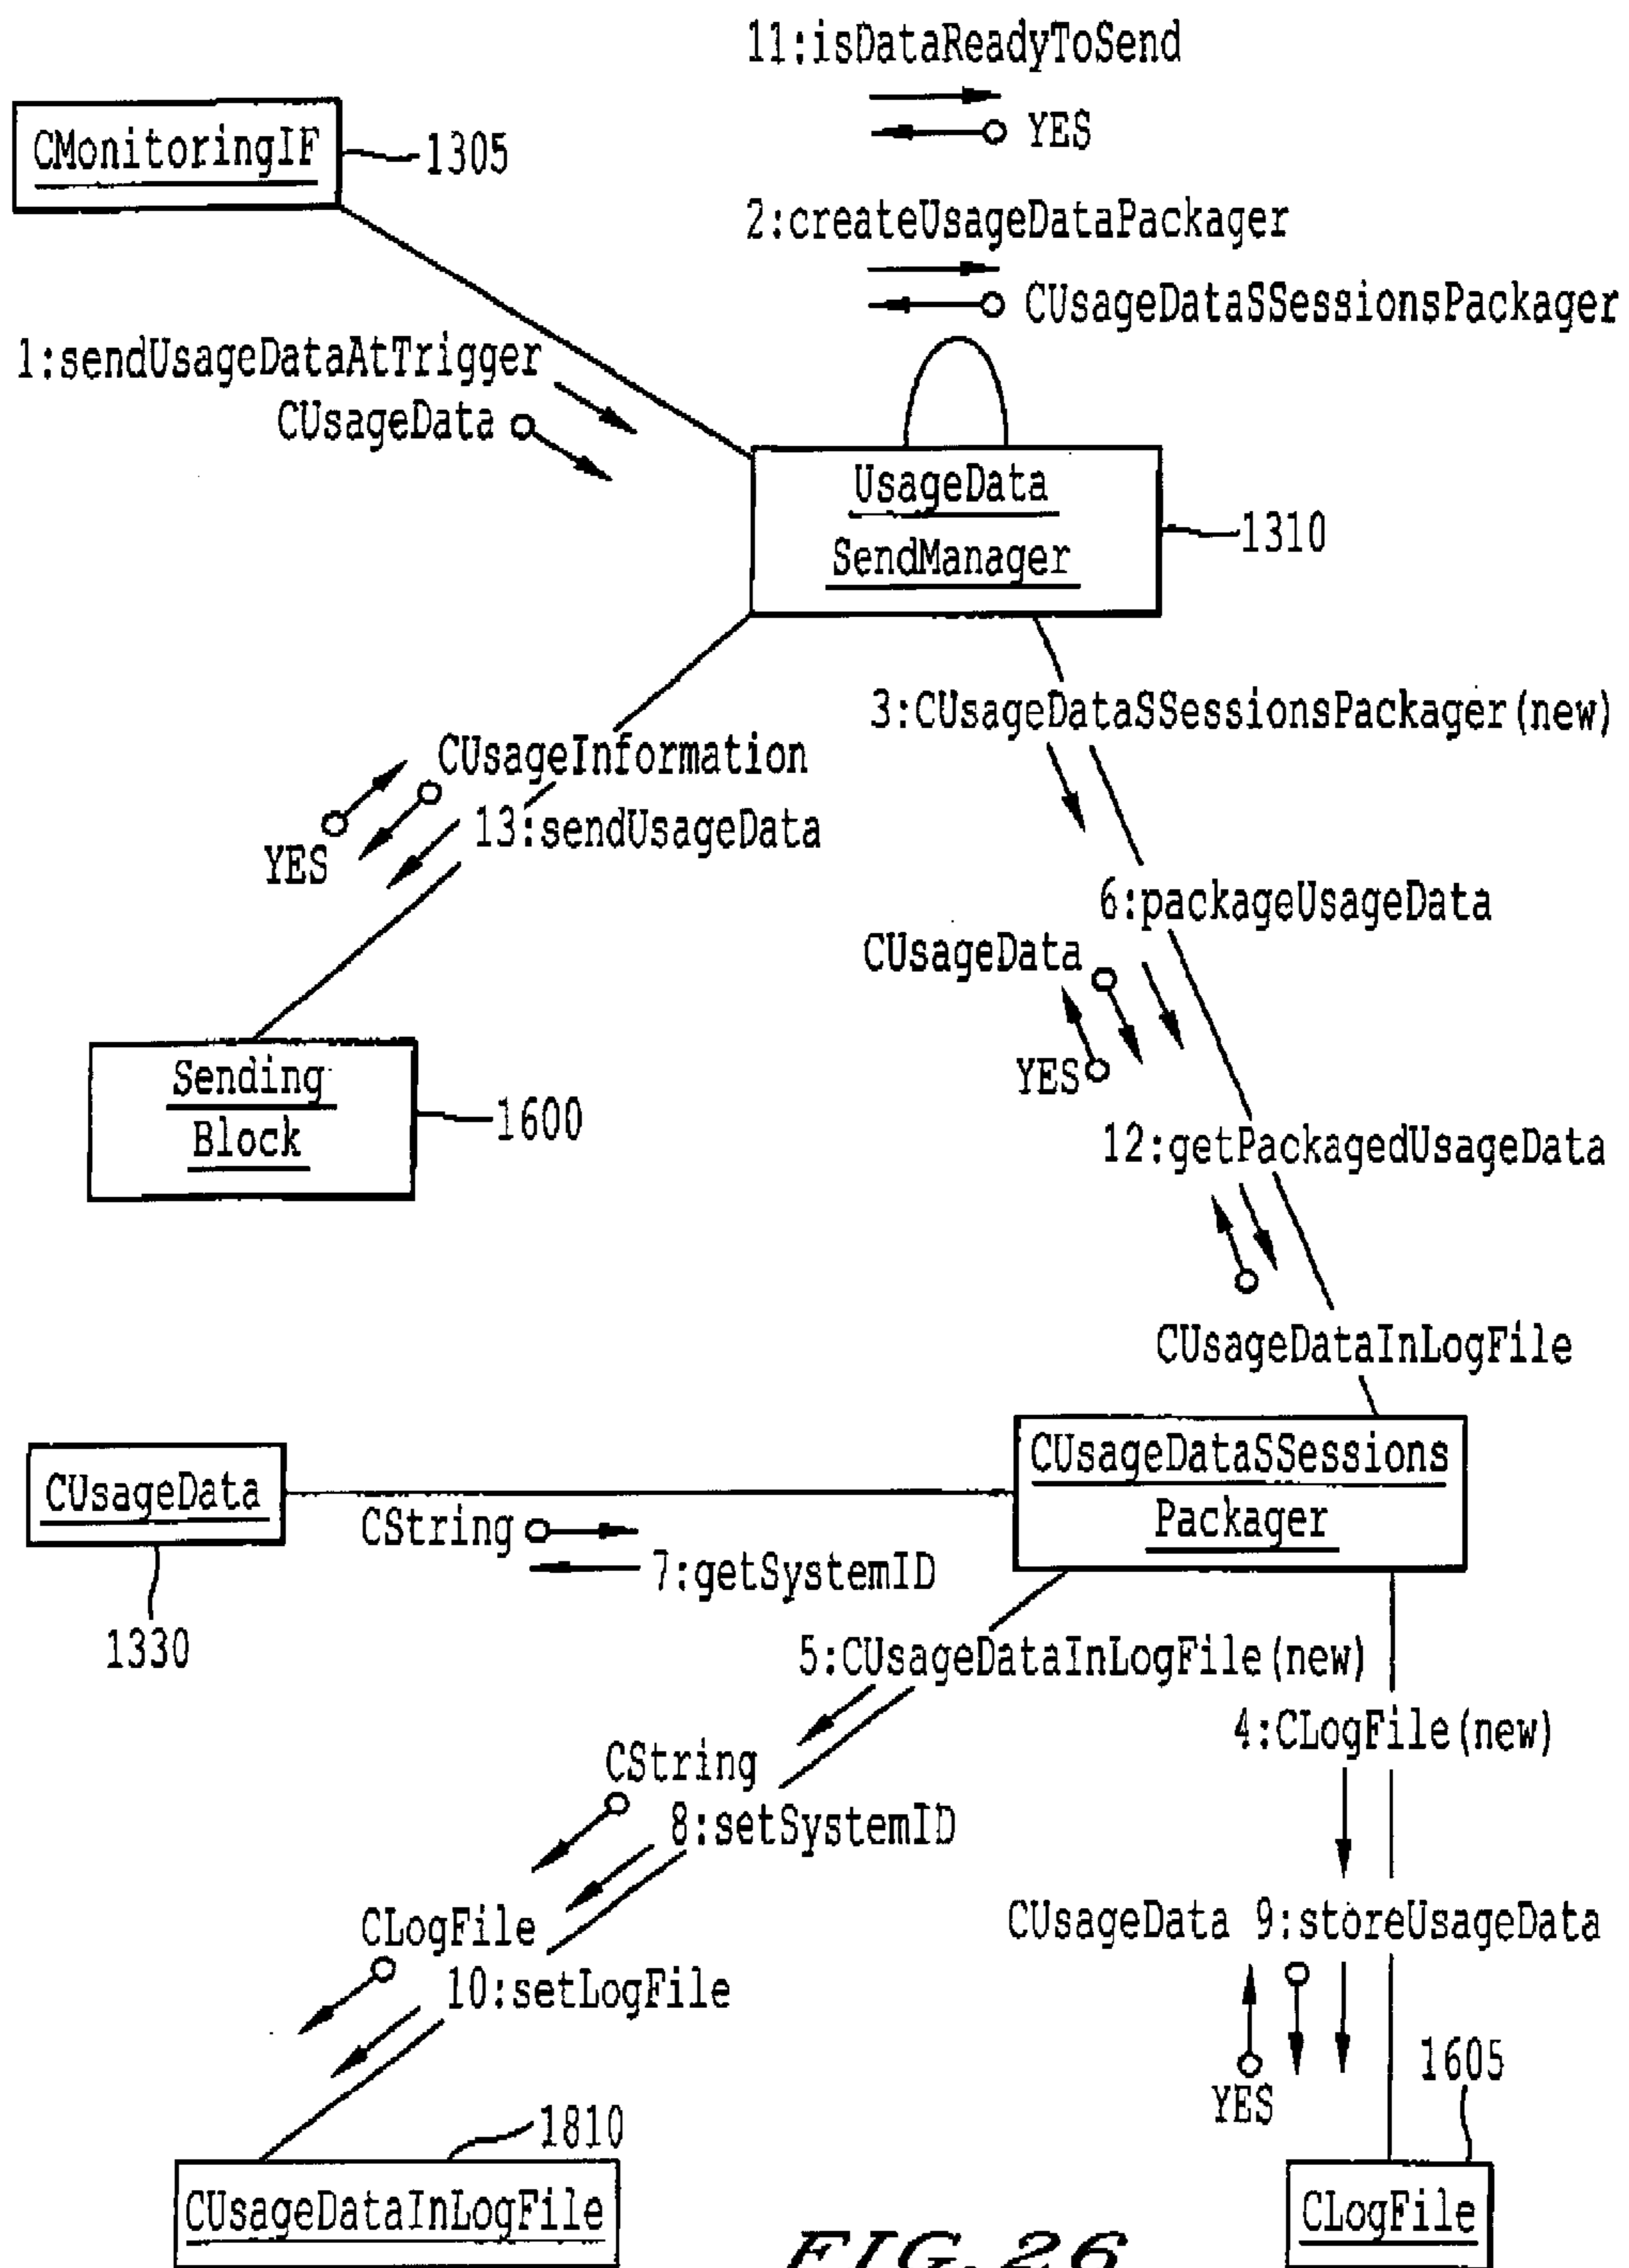 11:isDataReadyToSend
YES
CMonitoringIF
1305
2:createUsageDataPackager
CUsageDataSSessionsPackager
1:sendUsageDataAtTrigger
CUsageData
UsageData
SendManager
1310
3:CUsageDataSSessionsPackager(new)
CUsageInformation
13:sendUsageData
YES
6:packageUsageData
CUsageData
YES
Sending
Block
1600
12:getPackagedUsageData
CUsageDataInLogFile
CUsageData
1330
CUsageDataSSessions
Packager
CString
7:getSystemID
5:CUsageDataInLogFile(new)
4:CLogFile(new)
CString
8:setSystemID
CLogFile
10:setLogFile
CUsageData 9:storeUsageData
YES
1605
1810
CUsageDataInLogFile
CLogFile
FIG.26